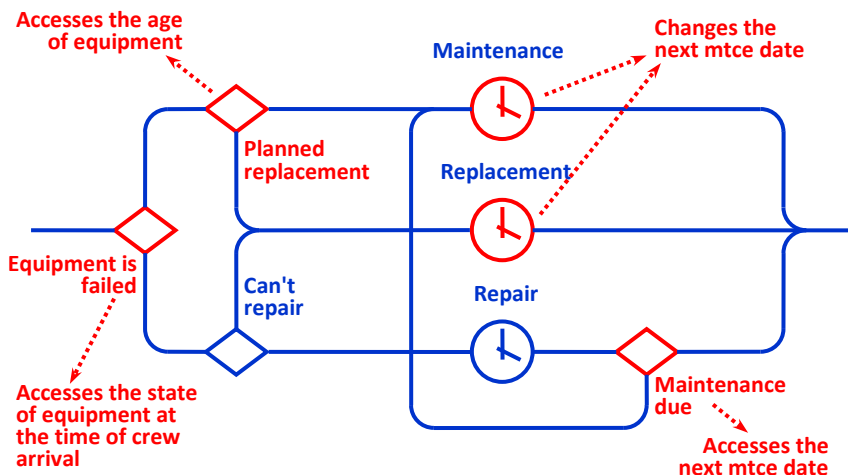 Accesses the age
of equipment
Maintenance
Changes the
next mtce date
Planned
replacement
Replacement
Equipment is
failed
Can't
repair
Repair
Accesses the state
of equipment at
the time of crew
arrival
Maintenance
due
Accesses the
next mtce date